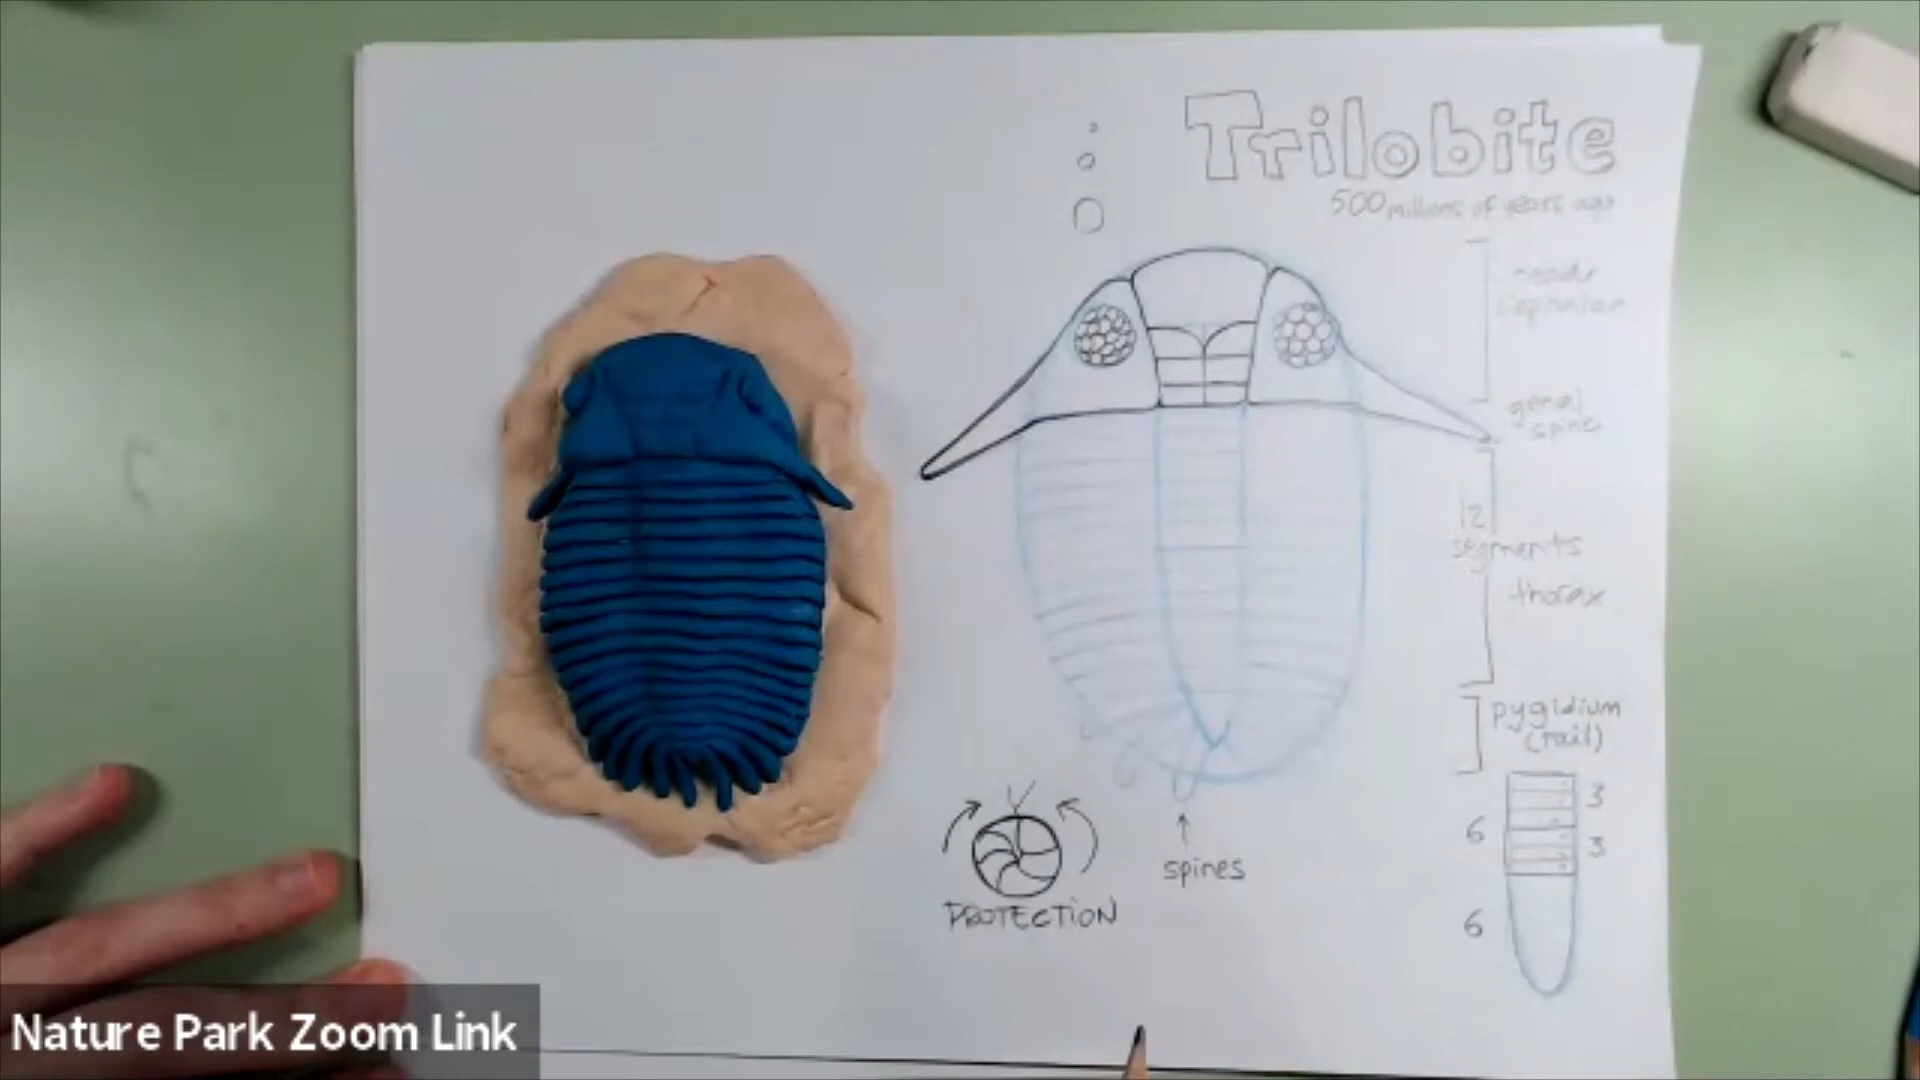 Trilobite
500 millions of years ago
genal
spine
12
segments
thorax
pygidium
(tail)
3
6
3
6
spines
PROTECTION
Nature Park Zoom Link